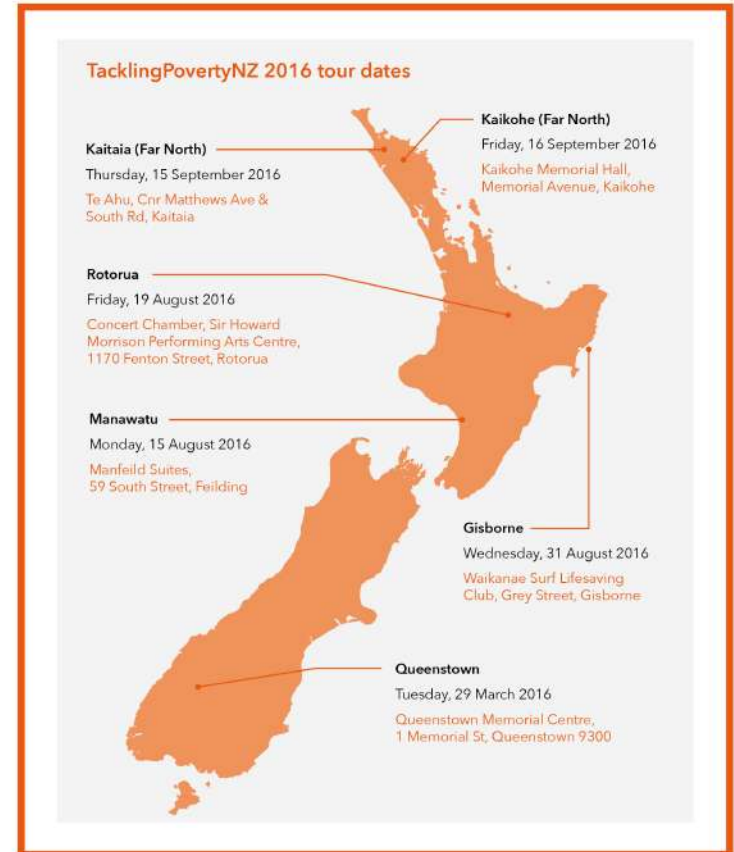 TacklingPovertyNZ 2016 tour dates
Kaikohe (Far North)
Friday, 16 September 2016
Kaikohe Memorial Hall,
Memorial Avenue, Kaikohe
Kaitaia (Far North)
Thursday, 15 September 2016
Te Ahu, Cnr Matthews Ave &
South Rd, Kaitaia
Rotorua
Friday, 19 August 2016
Concert Chamber, Sir Howard
Morrison Performing Arts Centre,
1170 Fenton Street, Rotorua
Manawatu
Monday, 15 August 2016
Manfeild Suites,
59 South Street, Feilding
Gisborne
Wednesday, 31 August 2016
Waikanae Surf Lifesaving
Club, Grey Street, Gisborne
Queenstown
Tuesday, 29 March 2016
Queenstown Memorial Centre,
1 Memorial St, Queenstown 9300